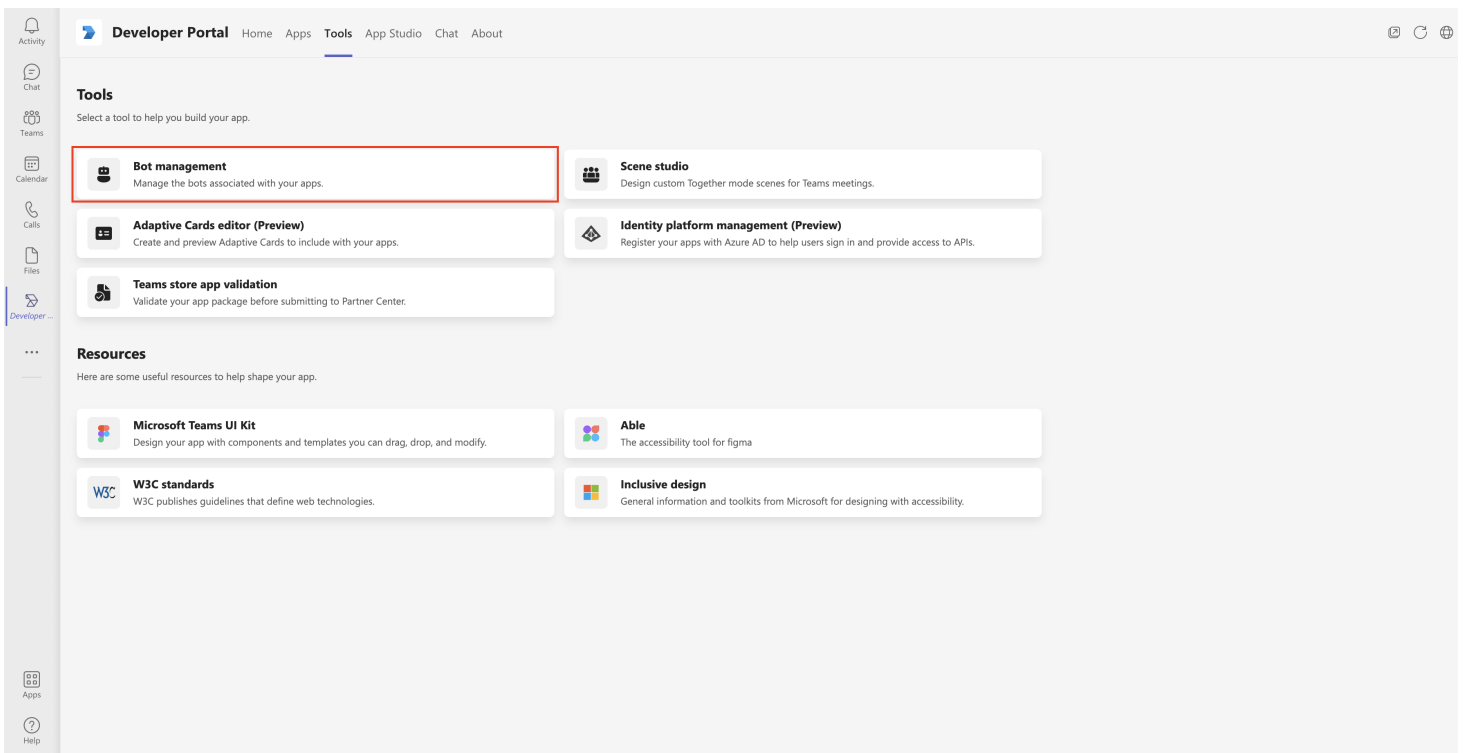 Activity
Chat
Teams
Calendar
Calls
Files
Developer ...
Apps
Help
Developer Portal Home Apps Tools App Studio Chat About
Tools
Select a tool to help you build your app.
Bot management
Manage the bots associated with your apps.
Scene studio
Design custom Together mode scenes for Teams meetings.
Adaptive Cards editor (Preview)
Create and preview Adaptive Cards to include with your apps.
Identity platform management (Preview)
Register your apps with Azure AD to help users sign in and provide access to APIs.
Teams store app validation
Validate your app package before submitting to Partner Center.
Resources
Here are some useful resources to help shape your app.
Microsoft Teams UI Kit
Design your app with components and templates you can drag, drop, and modify.
Able
The accessibility tool for figma
W3C
W3C standards
W3C publishes guidelines that define web technologies.
Inclusive design
General information and toolkits from Microsoft for designing with accessibility.